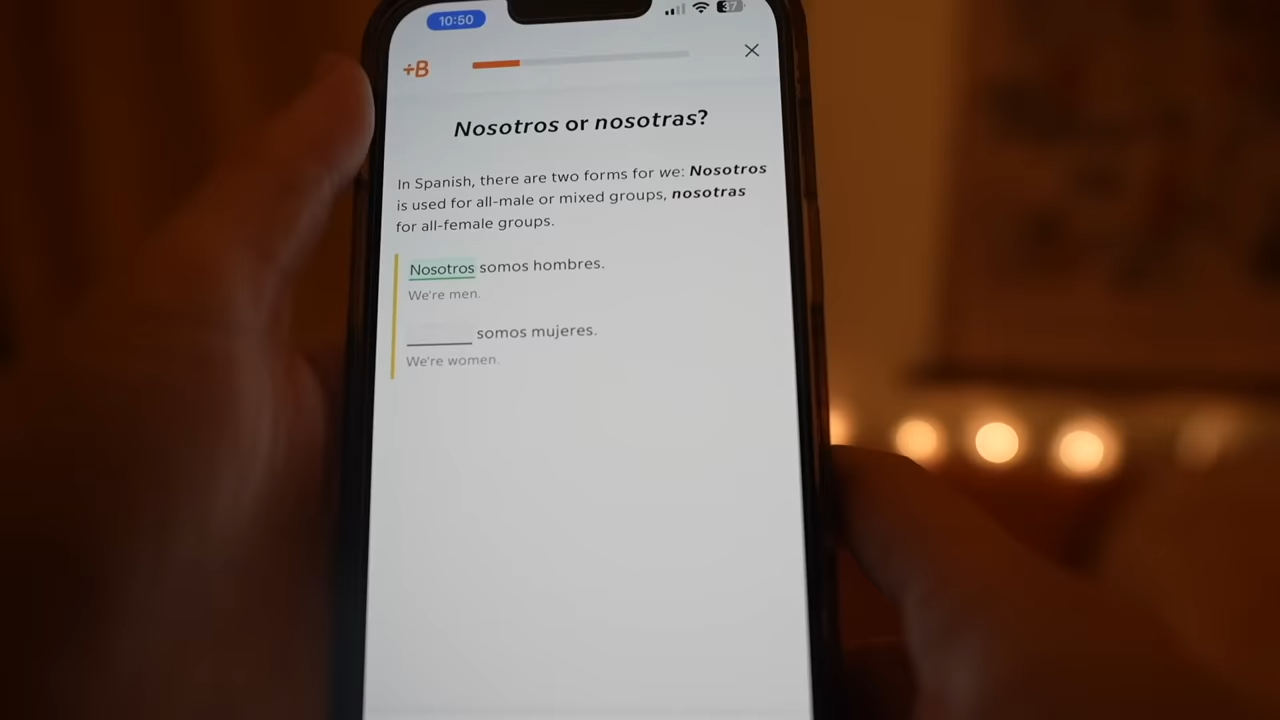 10:50
37
+B
Nosotros or nosotras?
In Spanish, there are two forms for we: Nosotros
is used for all-male or mixed groups, nosotras
for all-female groups.
Nosotros somos hombres.
We're men.
somos mujeres.
We're women.